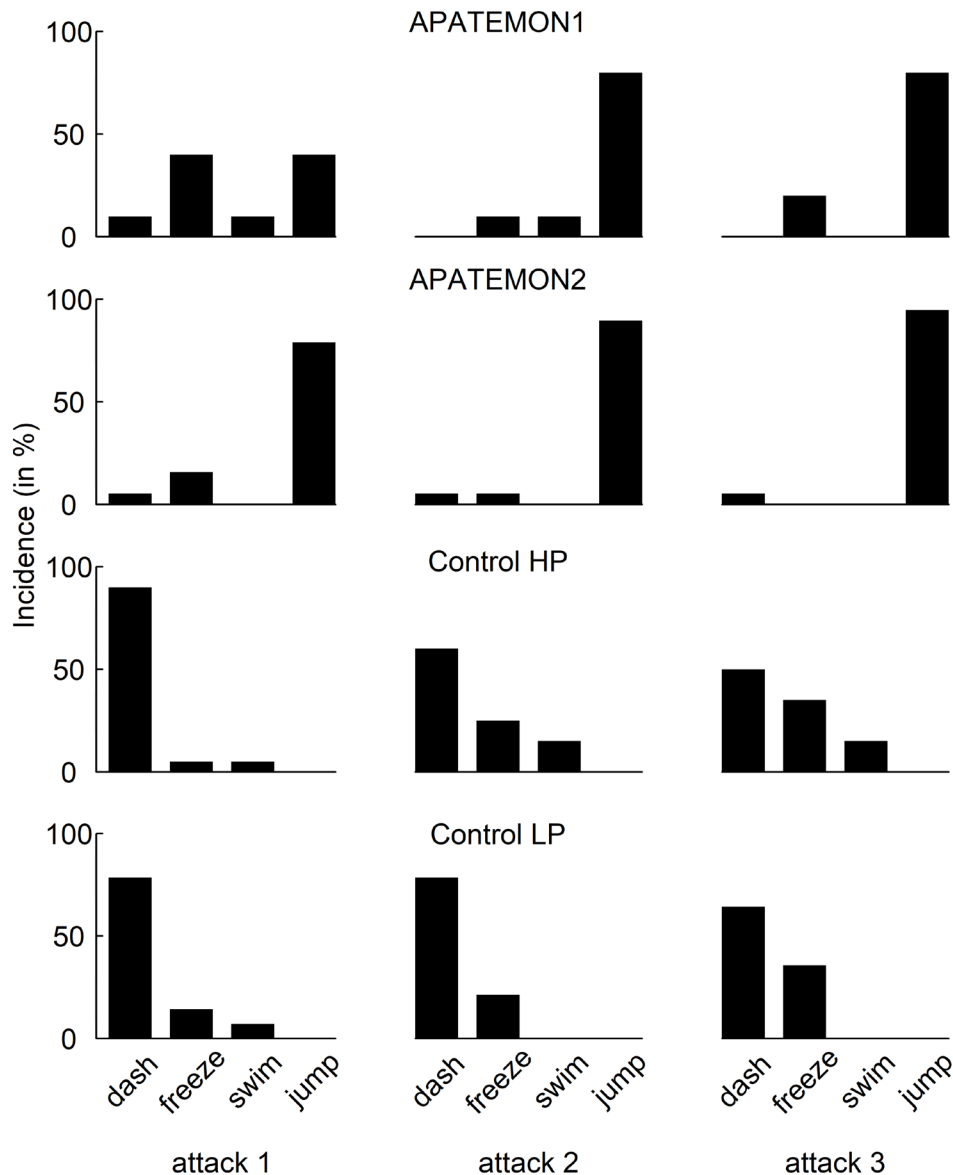 APATEMON1
100
50
0
APATEMON2
100
50
0
Incidence (in %)
Control HP
100
50
0
Control LP
100
50
0
dash freeze swim jump dash freeze swim jump dash freeze swim jump
attack 1 attack 2 attack 3